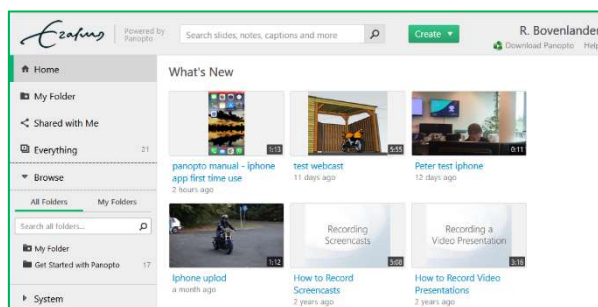 Erasmus
Powered by
Panopto
Search slides, notes, captions and more
Create
R. Bovenlander
Download Panopto Help
Home
My Folder
Shared with Me
Everything 21
Browse
All Folders My Folders
Search all folders...
My Folder
Get Started with Panopto 17
System
What's New
1:13
panopto manual - iphone
app first time use
2 hours ago
5:55
test webcast
11 days ago
0:11
Peter test iphone
12 days ago
1:12
Iphone uplod
a month ago
Recording
Screencasts
5:08
How to Record
Screencasts
2 years ago
Recording a
Video Presentation
3:16
How to Record Video
Presentations
2 years ago